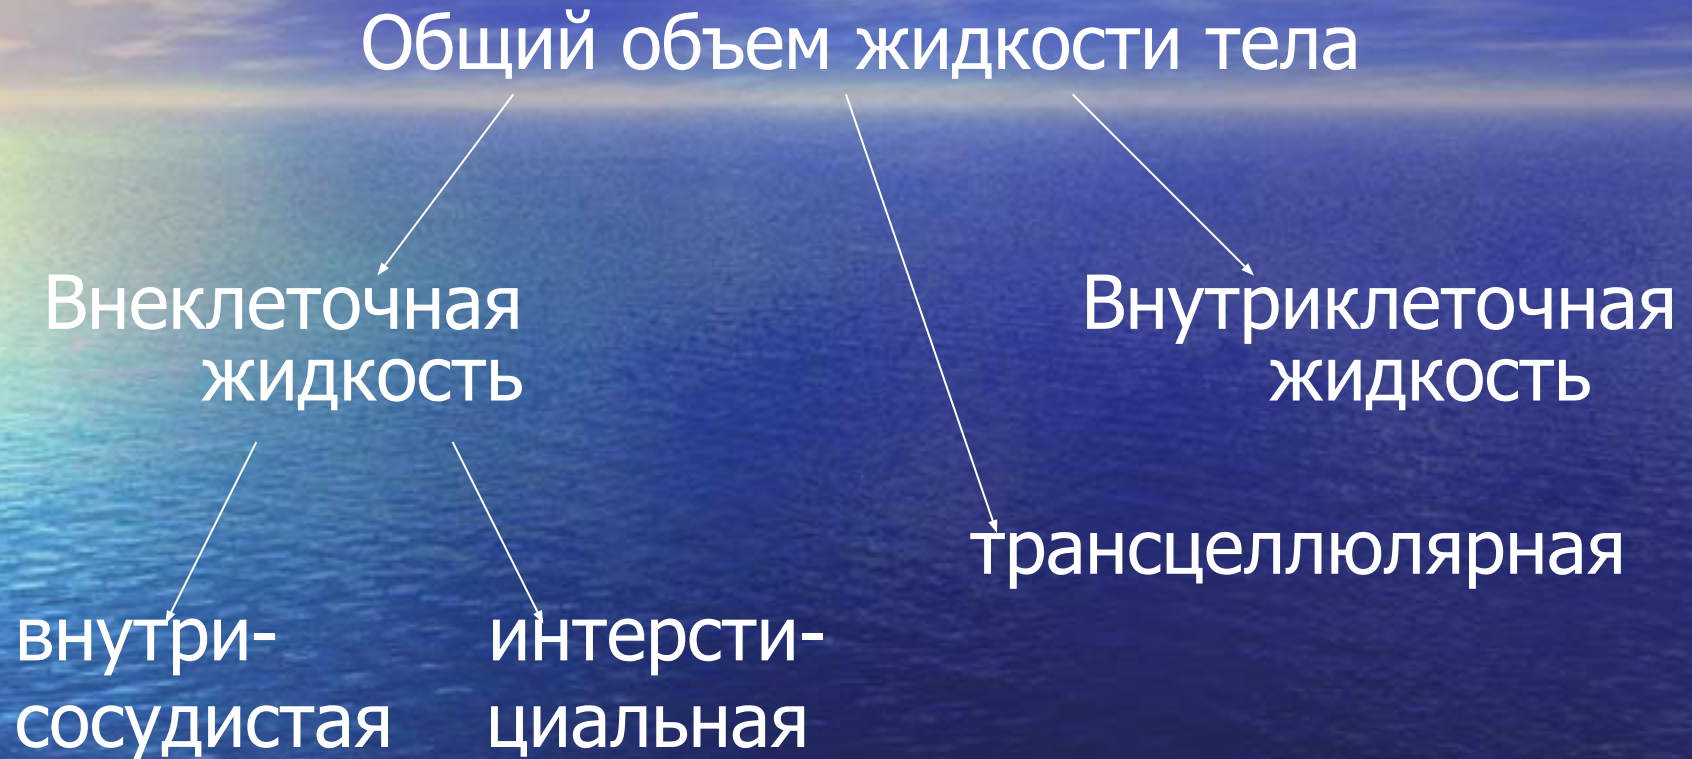 Общий объем жидкости тела
Внеклеточная
жидкость
Внутриклеточная
жидкость
трансцеллюлярная
внутри-
сосудистая
интерсти-
циальная